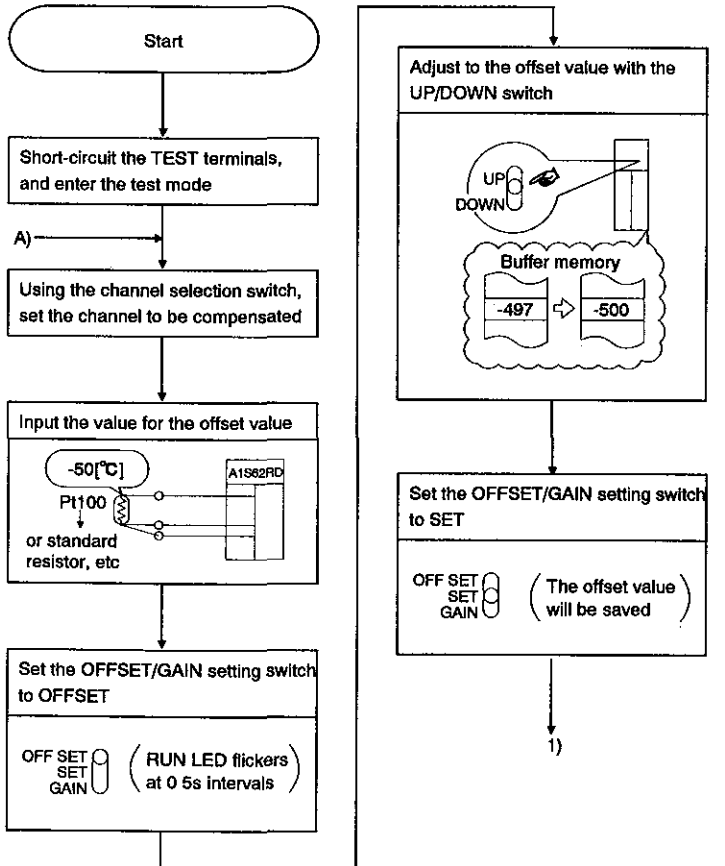 Start
Short-circuit the TEST terminals,
and enter the test mode
A)
Using the channel selection switch,
set the channel to be compensated
Input the value for the offset value
-50[°C]
A1S62RD
Pt100
or standard
resistor, etc
Set the OFFSET/GAIN setting switch
to OFFSET
OFF SET
SET
GAIN
RUN LED flickers
at 0 5s intervals
Adjust to the offset value with the
UP/DOWN switch
UP
DOWN
Buffer memory
-497
-500
Set the OFFSET/GAIN setting switch
to SET
OFF SET
SET
GAIN
The offset value
will be saved
1)